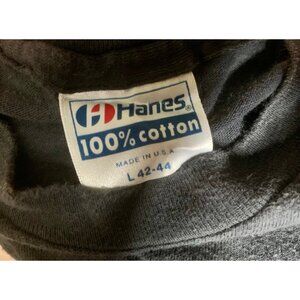 Hanes®
100% cotton
MADE IN U.S.A.
L 42-44